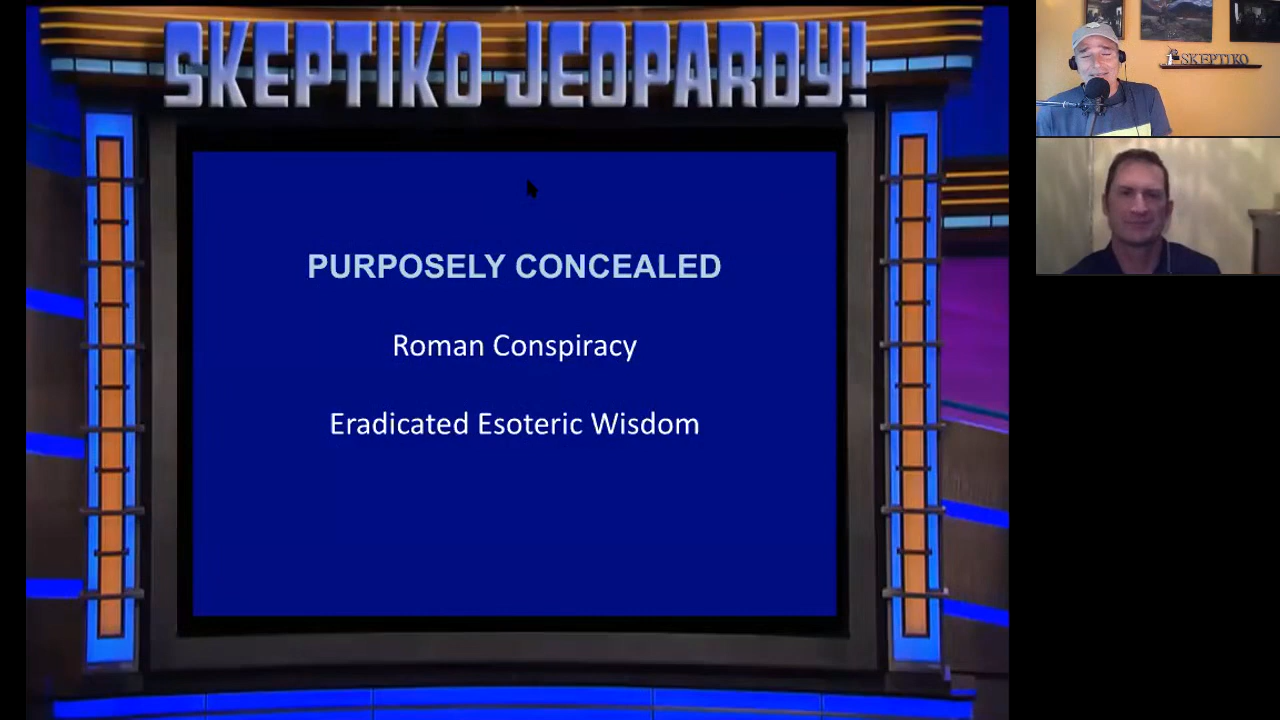 SKEPTIKO JEOPARDY!
PURPOSELY CONCEALED
Roman Conspiracy
Eradicated Esoteric Wisdom
SKEPTIKO